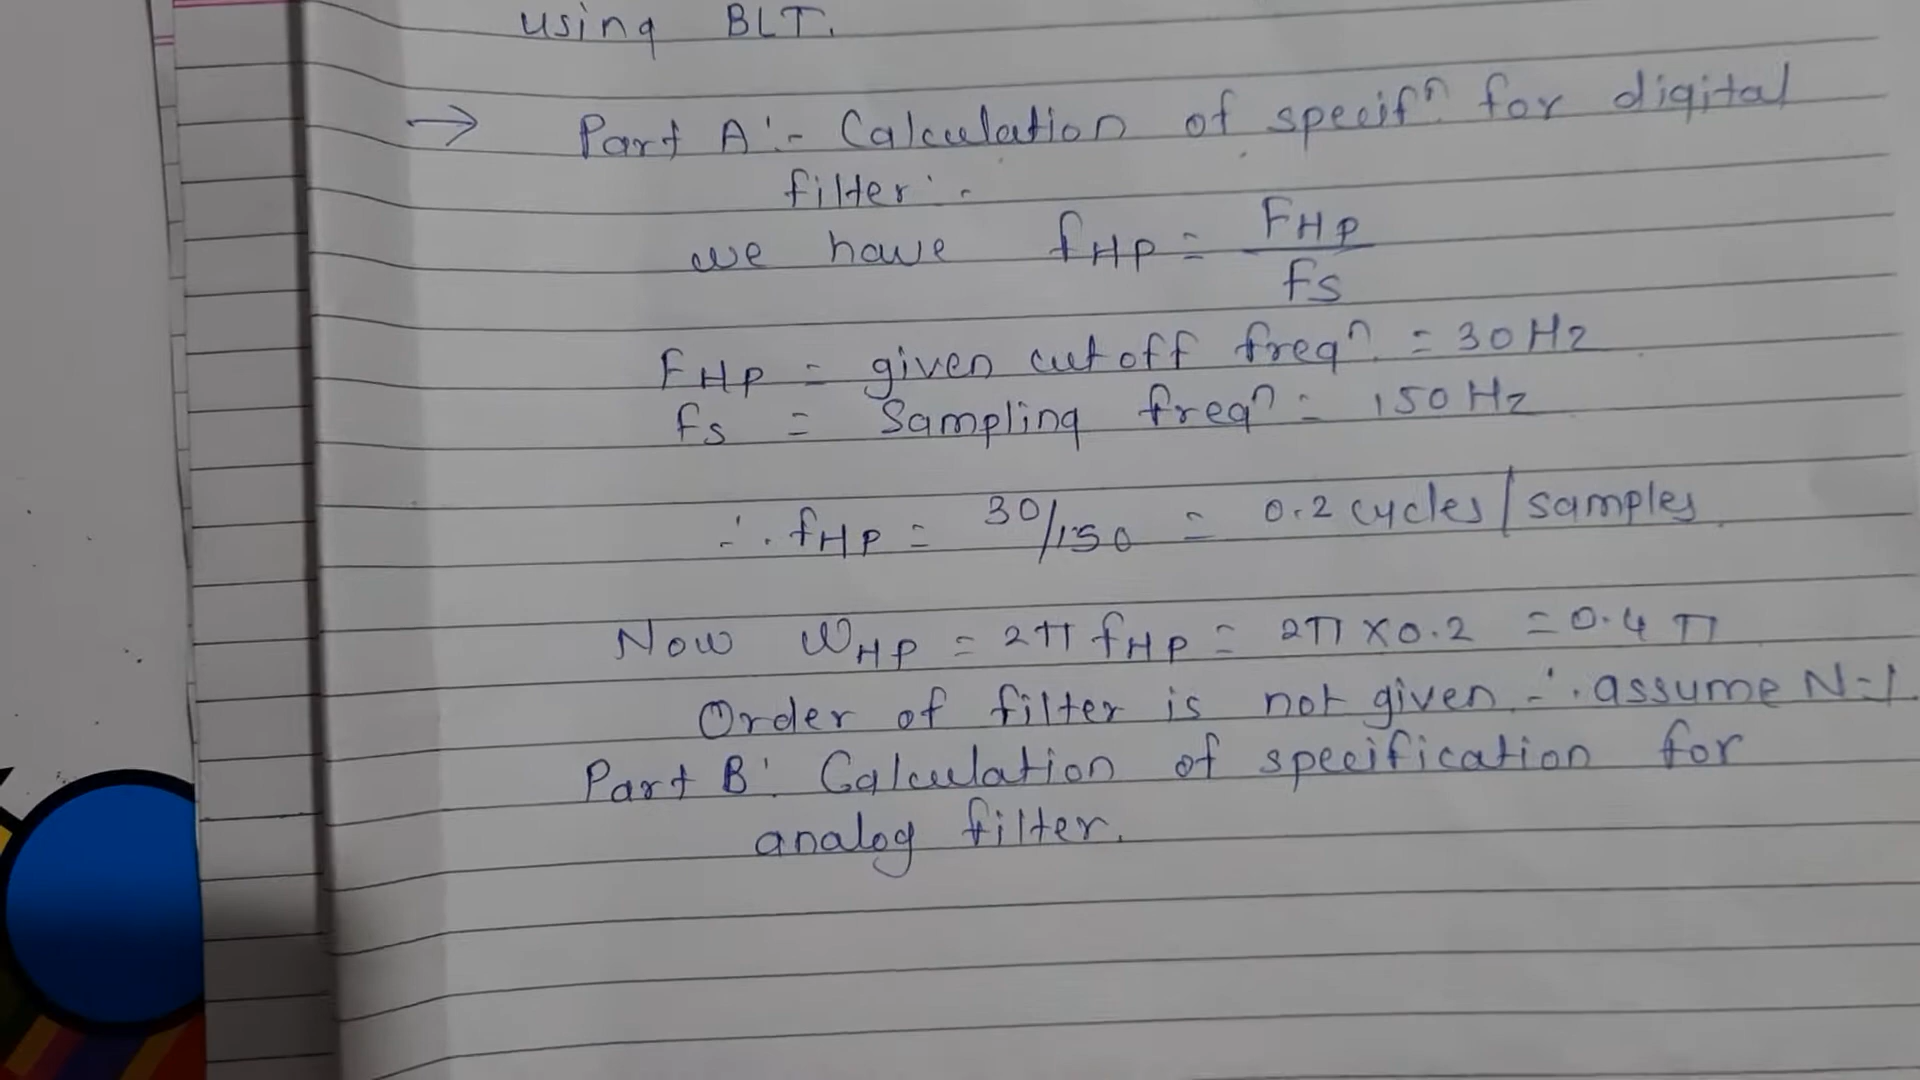 using BLT.
→ Part A :- Calculation of specifⁿ. for digital
filter :-
we have fHP = FHP / Fs
FHP = given cut off freqⁿ. = 30 Hz
fs = Sampling freqⁿ = 150 Hz
∴ fHP = 30/150 = 0.2 cycles/samples
Now ωHP = 2π fHP = 2π x 0.2 = 0.4 π
Order of filter is not given ∴ assume N=1.
Part B : Calculation of specification for
analog filter.